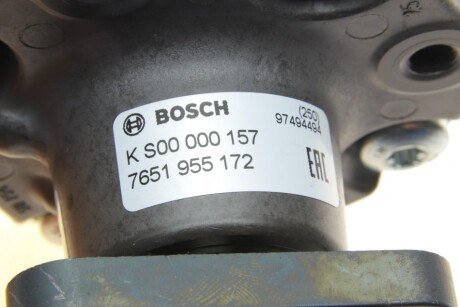 BOSCH
K S00 000 157
7651 955 172
(250)
97494494
EAC